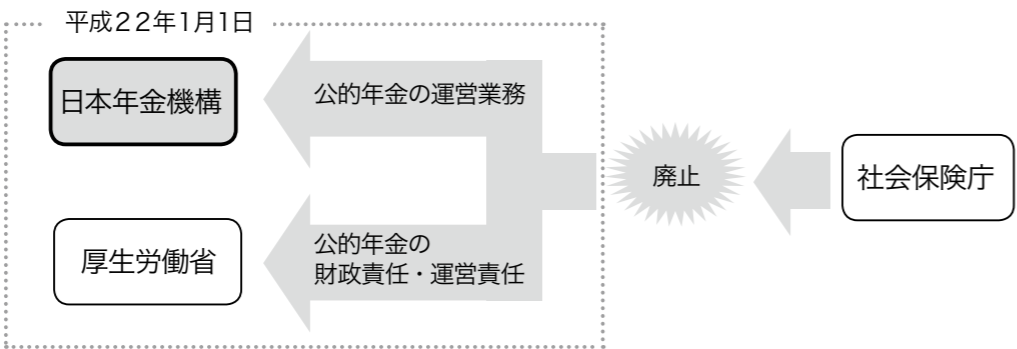 平成22年1月1日
日本年金機構
公的年金の運営業務
廃止
社会保険庁
厚生労働省
公的年金の
財政責任・運営責任